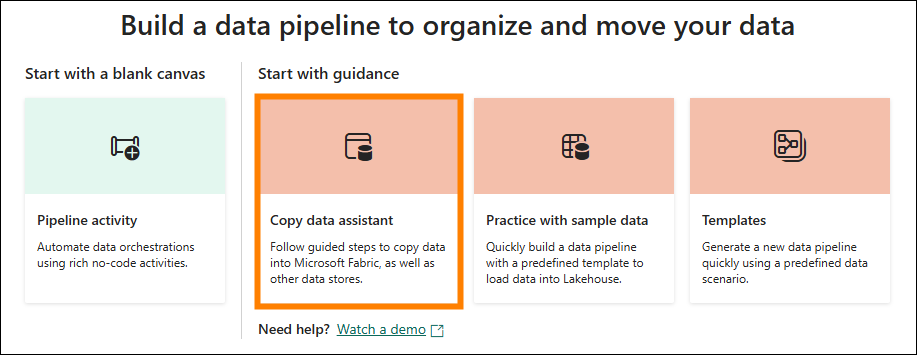 Build a data pipeline to organize and move your data
Start with a blank canvas
Start with guidance
Pipeline activity
Automate data orchestrations
using rich no-code activities.
Copy data assistant
Follow guided steps to copy data
into Microsoft Fabric, as well as
other data stores.
Practice with sample data
Quickly build a data pipeline
with a predefined template to
load data into Lakehouse.
Templates
Generate a new data pipeline
quickly using a predefined data
scenario.
Need help? Watch a demo